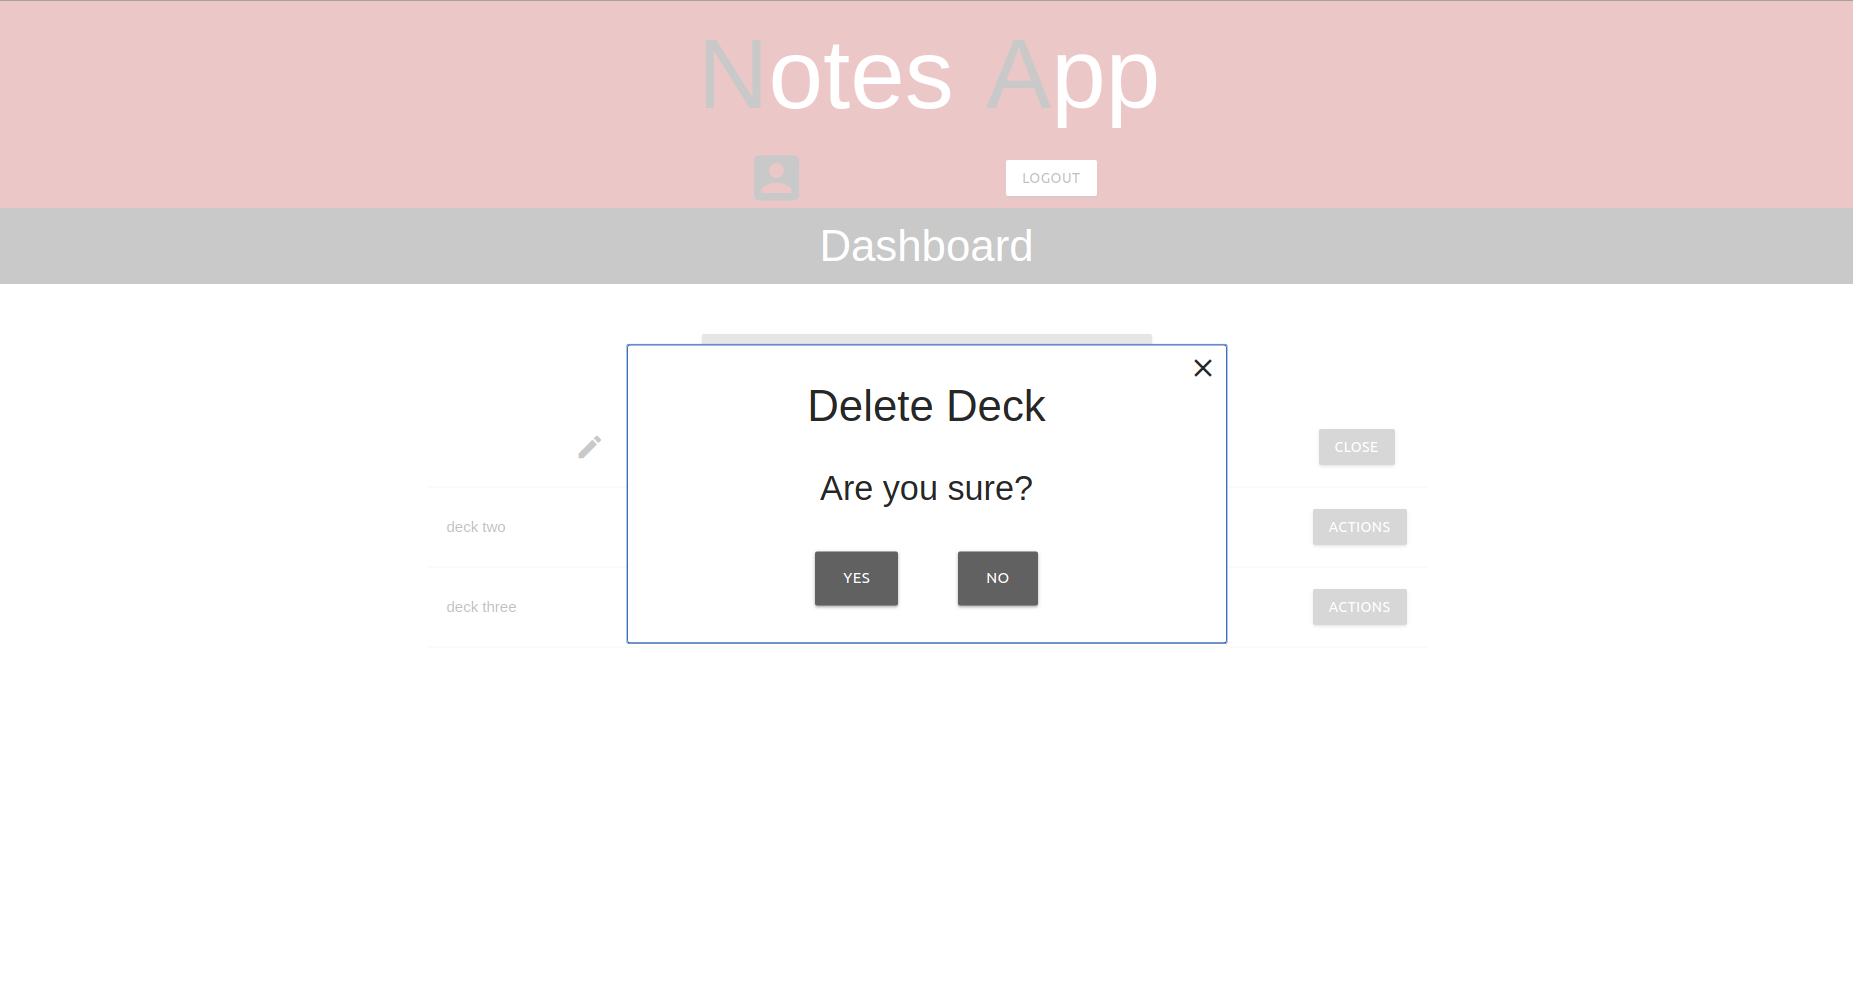 Notes App
LOGOUT
Dashboard
Delete Deck
CLOSE
Are you sure?
deck two
ACTIONS
YES
NO
deck three
ACTIONS